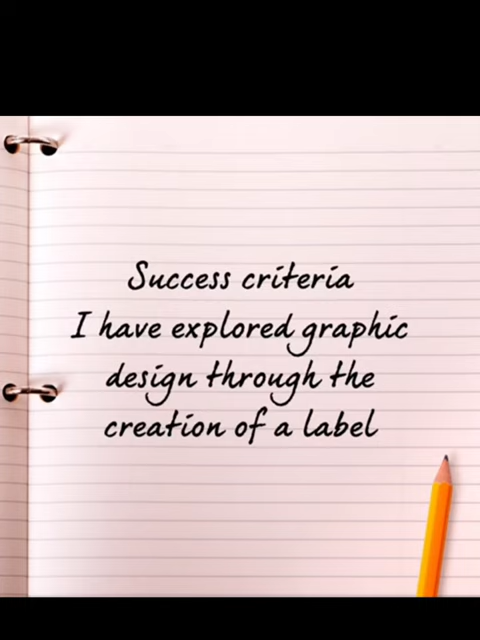 Success criteria
I have explored graphic
design through the
creation of a label